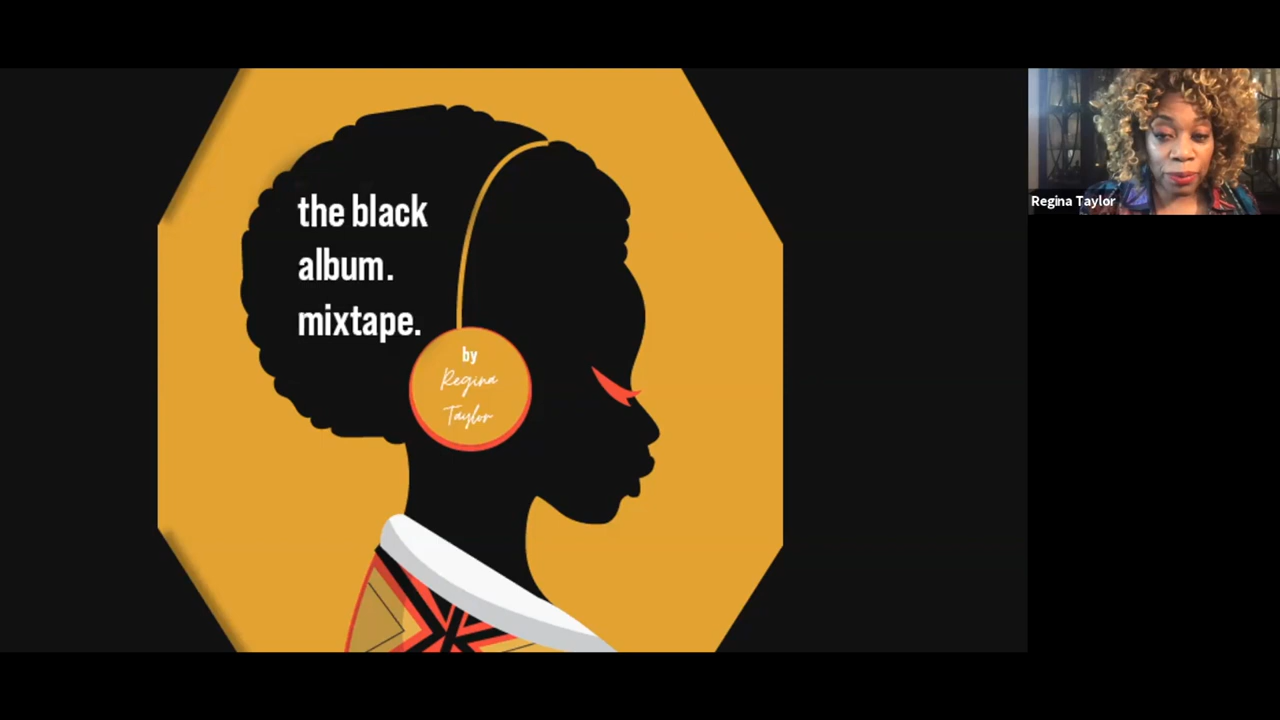 the black
album.
mixtape.
by
Regina
Taylor
Regina Taylor